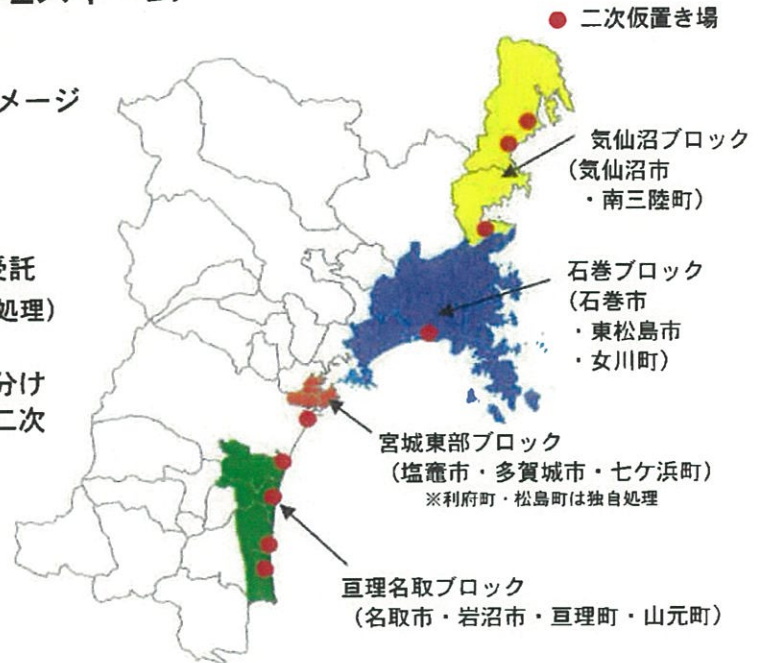 二次仮置き場
メージ
気仙沼ブロック
(気仙沼市
・南三陸町)
受託
処理)
石巻ブロック
(石巻市
・東松島市
・女川町)
分け
二次
宮城東部ブロック
(塩竈市・多賀城市・七ケ浜町)
※利府町・松島町は独自処理
亘理名取ブロック
(名取市・岩沼市・亘理町・山元町)